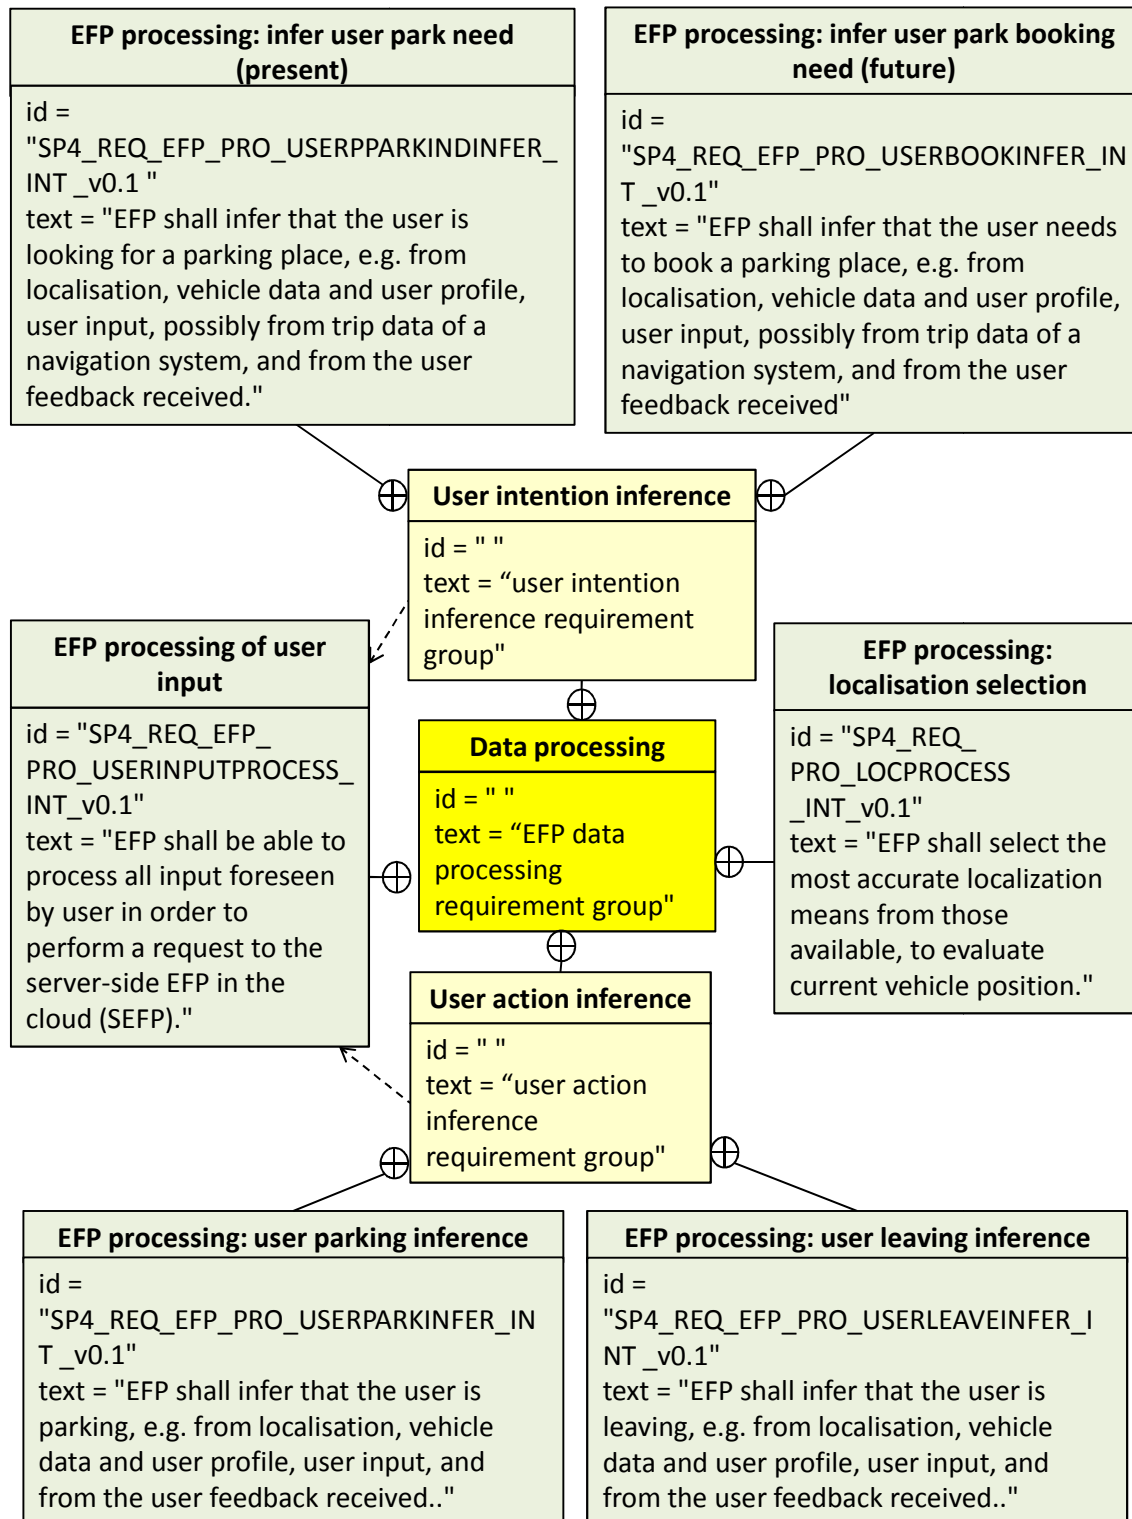 EFP processing: infer user park need
(present)
id =
"SP4_REQ_EFP_PRO_USERPPARKINDINFER_
INT _v0.1 "
text = "EFP shall infer that the user is
looking for a parking place, e.g. from
localisation, vehicle data and user profile,
user input, possibly from trip data of a
navigation system, and from the user
feedback received."
EFP processing: infer user park booking
need (future)
id =
"SP4_REQ_EFP_PRO_USERBOOKINFER_IN
T _v0.1"
text = "EFP shall infer that the user needs
to book a parking place, e.g. from
localisation, vehicle data and user profile,
user input, possibly from trip data of a
navigation system, and from the user
feedback received"
User intention inference
id = " "
text = “user intention
inference requirement
group"
EFP processing of user
input
id = "SP4_REQ_EFP_
PRO_USERINPUTPROCESS_
INT_v0.1"
text = "EFP shall be able to
process all input foreseen
by user in order to
perform a request to the
server-side EFP in the
cloud (SEFP)."
Data processing
id = " "
text = “EFP data
processing
requirement group"
EFP processing:
localisation selection
id = "SP4_REQ_
PRO_LOCPROCESS
_INT_v0.1"
text = "EFP shall select the
most accurate localization
means from those
available, to evaluate
current vehicle position."
User action inference
id = " "
text = “user action
inference
requirement group"
EFP processing: user parking inference
id =
"SP4_REQ_EFP_PRO_USERPARKINFER_IN
T _v0.1"
text = "EFP shall infer that the user is
parking, e.g. from localisation, vehicle
data and user profile, user input, and
from the user feedback received.."
EFP processing: user leaving inference
id =
"SP4_REQ_EFP_PRO_USERLEAVEINFER_I
NT _v0.1"
text = "EFP shall infer that the user is
leaving, e.g. from localisation, vehicle
data and user profile, user input, and
from the user feedback received.."